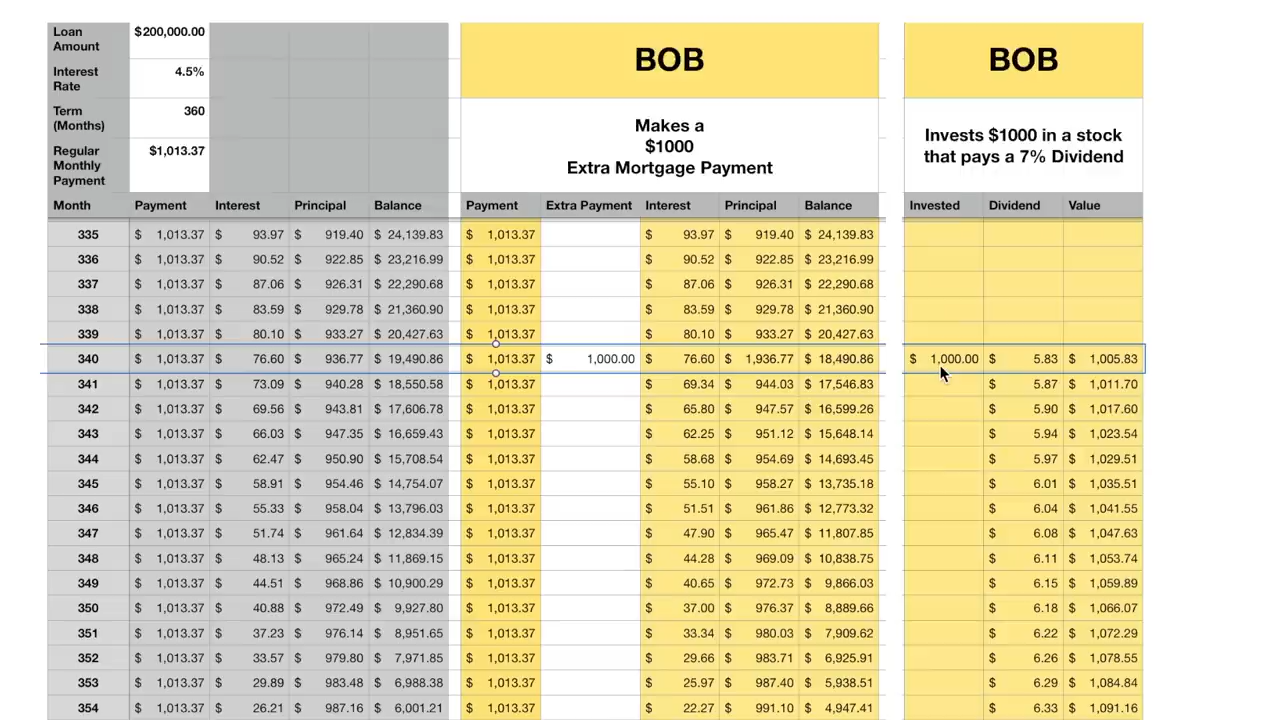 Loan Amount $200,000.00
Interest Rate 4.5%
Term (Months) 360
Regular Monthly Payment $1,013.37
BOB
Makes a
$1000
Extra Mortgage Payment
BOB
Invests $1000 in a stock
that pays a 7% Dividend
Month Payment Interest Principal Balance Payment Extra Payment Interest Principal Balance Invested Dividend Value
335 $ 1,013.37 $ 93.97 $ 919.40 $ 24,139.83 $ 1,013.37 $ 93.97 $ 919.40 $ 24,139.83
336 $ 1,013.37 $ 90.52 $ 922.85 $ 23,216.99 $ 1,013.37 $ 90.52 $ 922.85 $ 23,216.99
337 $ 1,013.37 $ 87.06 $ 926.31 $ 22,290.68 $ 1,013.37 $ 87.06 $ 926.31 $ 22,290.68
338 $ 1,013.37 $ 83.59 $ 929.78 $ 21,360.90 $ 1,013.37 $ 83.59 $ 929.78 $ 21,360.90
339 $ 1,013.37 $ 80.10 $ 933.27 $ 20,427.63 $ 1,013.37 $ 80.10 $ 933.27 $ 20,427.63
340 $ 1,013.37 $ 76.60 $ 936.77 $ 19,490.86 $ 1,013.37 $ 1,000.00 $ 76.60 $ 1,936.77 $ 18,490.86 $ 1,000.00 $ 5.83 $ 1,005.83
341 $ 1,013.37 $ 73.09 $ 940.28 $ 18,550.58 $ 1,013.37 $ 69.34 $ 944.03 $ 17,546.83 $ 5.87 $ 1,011.70
342 $ 1,013.37 $ 69.56 $ 943.81 $ 17,606.78 $ 1,013.37 $ 65.80 $ 947.57 $ 16,599.26 $ 5.90 $ 1,017.60
343 $ 1,013.37 $ 66.03 $ 947.35 $ 16,659.43 $ 1,013.37 $ 62.25 $ 951.12 $ 15,648.14 $ 5.94 $ 1,023.54
344 $ 1,013.37 $ 62.47 $ 950.90 $ 15,708.54 $ 1,013.37 $ 58.68 $ 954.69 $ 14,693.45 $ 5.97 $ 1,029.51
345 $ 1,013.37 $ 58.91 $ 954.46 $ 14,754.07 $ 1,013.37 $ 55.10 $ 958.27 $ 13,735.18 $ 6.01 $ 1,035.51
346 $ 1,013.37 $ 55.33 $ 958.04 $ 13,796.03 $ 1,013.37 $ 51.51 $ 961.86 $ 12,773.32 $ 6.04 $ 1,041.55
347 $ 1,013.37 $ 51.74 $ 961.64 $ 12,834.39 $ 1,013.37 $ 47.90 $ 965.47 $ 11,807.85 $ 6.08 $ 1,047.63
348 $ 1,013.37 $ 48.13 $ 965.24 $ 11,869.15 $ 1,013.37 $ 44.28 $ 969.09 $ 10,838.75 $ 6.11 $ 1,053.74
349 $ 1,013.37 $ 44.51 $ 968.86 $ 10,900.29 $ 1,013.37 $ 40.65 $ 972.73 $ 9,866.03 $ 6.15 $ 1,059.89
350 $ 1,013.37 $ 40.88 $ 972.49 $ 9,927.80 $ 1,013.37 $ 37.00 $ 976.37 $ 8,889.66 $ 6.18 $ 1,066.07
351 $ 1,013.37 $ 37.23 $ 976.14 $ 8,951.65 $ 1,013.37 $ 33.34 $ 980.03 $ 7,909.62 $ 6.22 $ 1,072.29
352 $ 1,013.37 $ 33.57 $ 979.80 $ 7,971.85 $ 1,013.37 $ 29.66 $ 983.71 $ 6,925.91 $ 6.26 $ 1,078.55
353 $ 1,013.37 $ 29.89 $ 983.48 $ 6,988.38 $ 1,013.37 $ 25.97 $ 987.40 $ 5,938.51 $ 6.29 $ 1,084.84
354 $ 1,013.37 $ 26.21 $ 987.16 $ 6,001.21 $ 1,013.37 $ 22.27 $ 991.10 $ 4,947.41 $ 6.33 $ 1,091.16